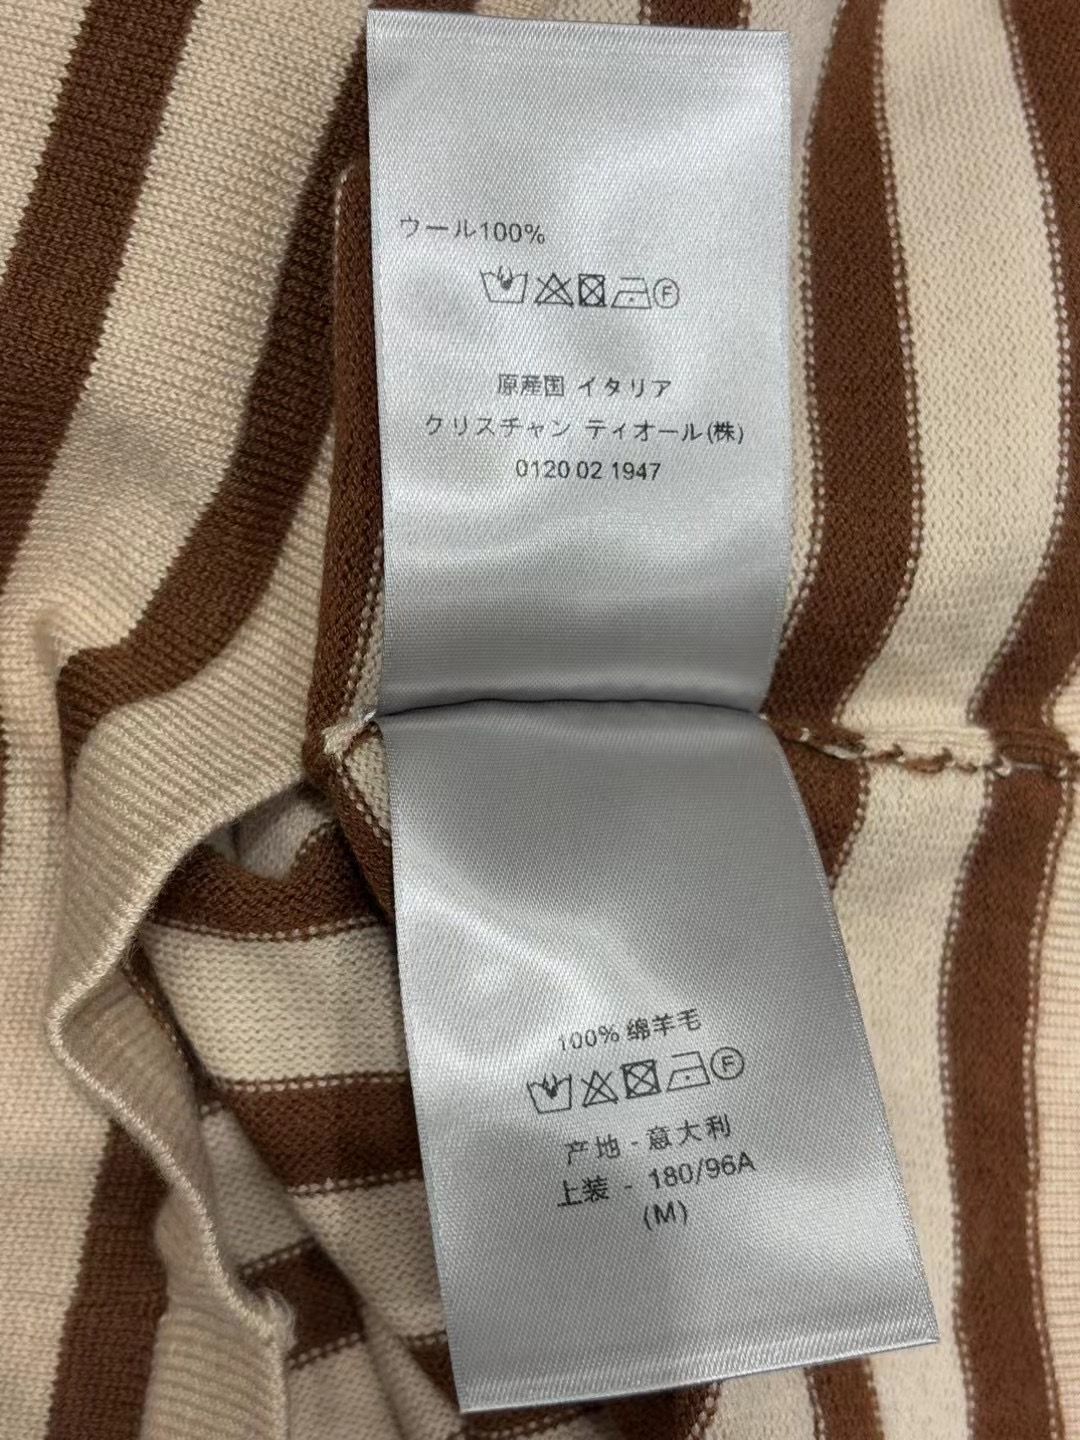 ウール100%
F
原産国 イタリア
クリスチャン ディオール(株)
0120 02 1947
100% 绵羊毛
F
产地 - 意大利
上装 - 180/96A
(M)